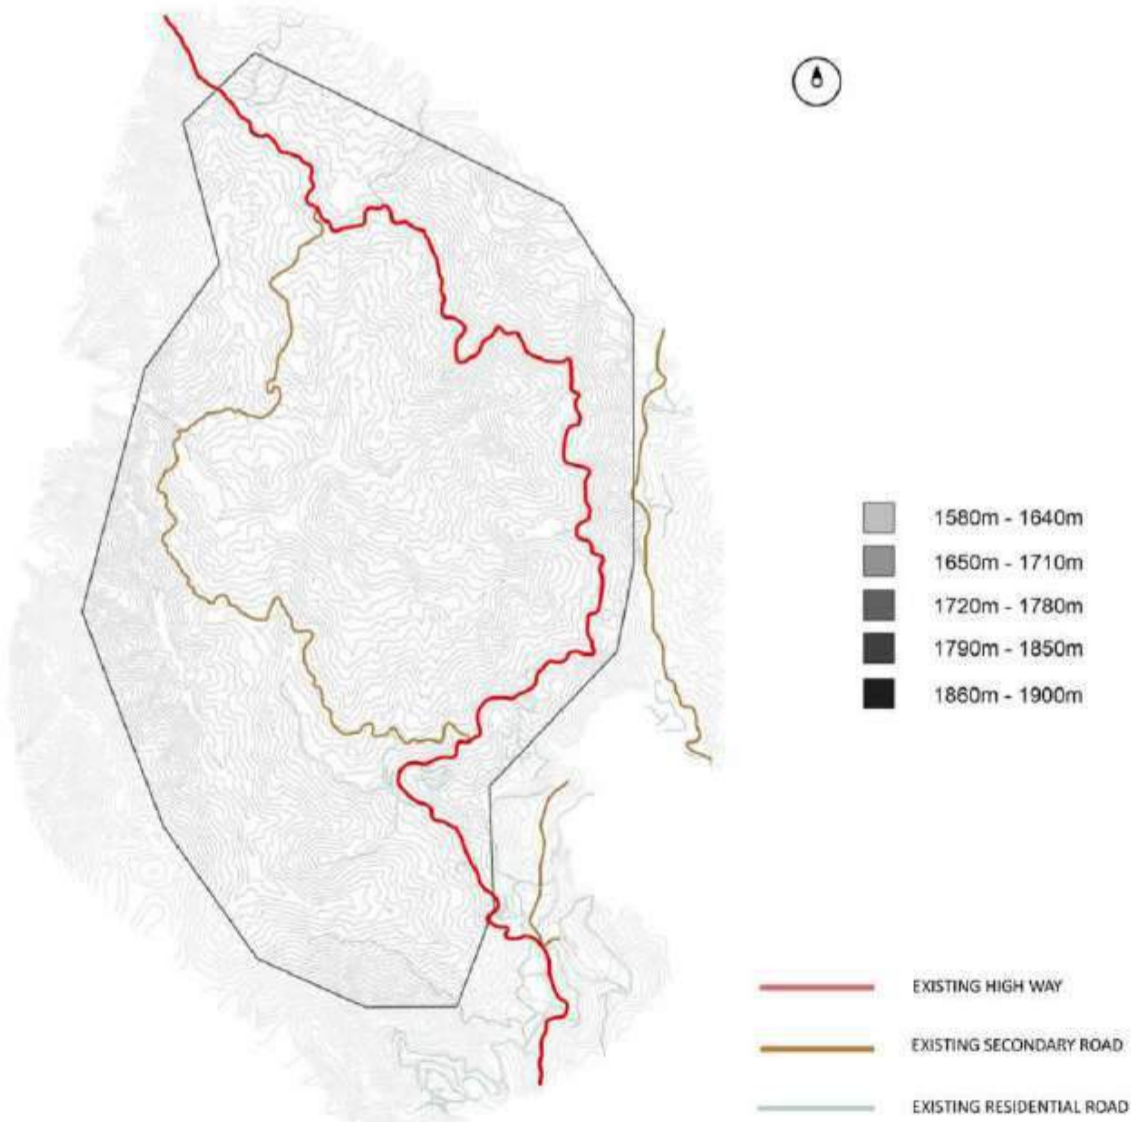 1580m - 1640m
1650m - 1710m
1720m - 1780m
1790m - 1850m
1860m - 1900m
EXISTING HIGH WAY
EXISTING SECONDARY ROAD
EXISTING RESIDENTIAL ROAD